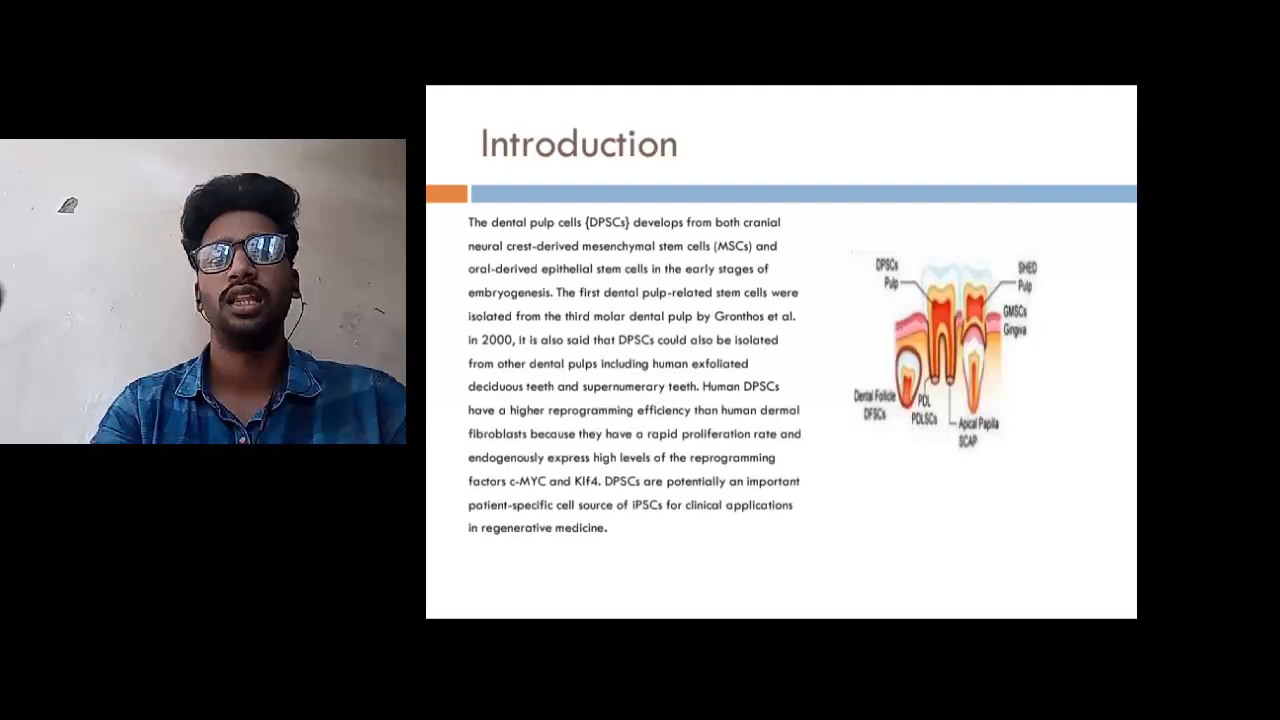 Introduction
The dental pulp cells {DPSCs} develops from both cranial
neural crest-derived mesenchymal stem cells (MSCs) and
oral-derived epithelial stem cells in the early stages of
embryogenesis. The first dental pulp-related stem cells were
isolated from the third molar dental pulp by Gronthos et al.
in 2000, it is also said that DPSCs could also be isolated
from other dental pulps including human exfoliated
deciduous teeth and supernumerary teeth. Human DPSCs
have a higher reprogramming efficiency than human dermal
fibroblasts because they have a rapid proliferation rate and
endogenously express high levels of the reprogramming
factors c-MYC and Klf4. DPSCs are potentially an important
patient-specific cell source of iPSCs for clinical applications
in regenerative medicine.
DPSCs
Pulp
SHED
Pulp
GMSCs
Gingiva
Dental Follicle
DFSCs
PDL
PDLSCs
Apical Papilla
SCAP